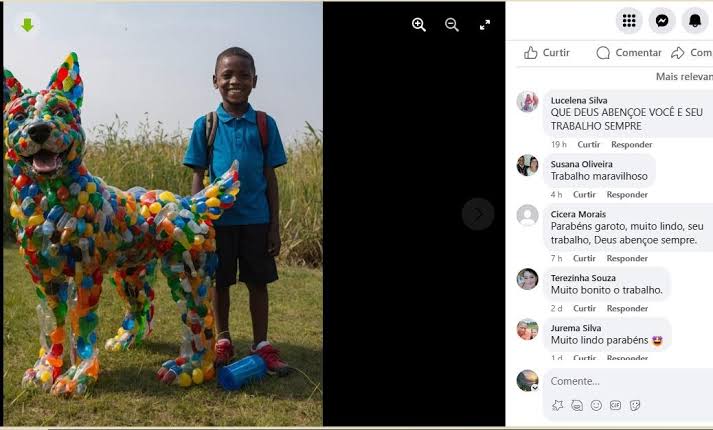 Curtir
Comentar
Com
Mais relevan
Lucelena Silva
QUE DEUS ABENÇOE VOCÊ E SEU
TRABALHO SEMPRE
19 h Curtir Responder
Susana Oliveira
Trabalho maravilhoso
4 h Curtir Responder
Cicera Morais
Parabéns garoto, muito lindo, seu
trabalho, Deus abençoe sempre.
7 h Curtir Responder
Terezinha Souza
Muito bonito o trabalho.
2 d Curtir Responder
Jurema Silva
Muito lindo parabéns 🤩
1 d Curtir Responder
Comente...
GIF